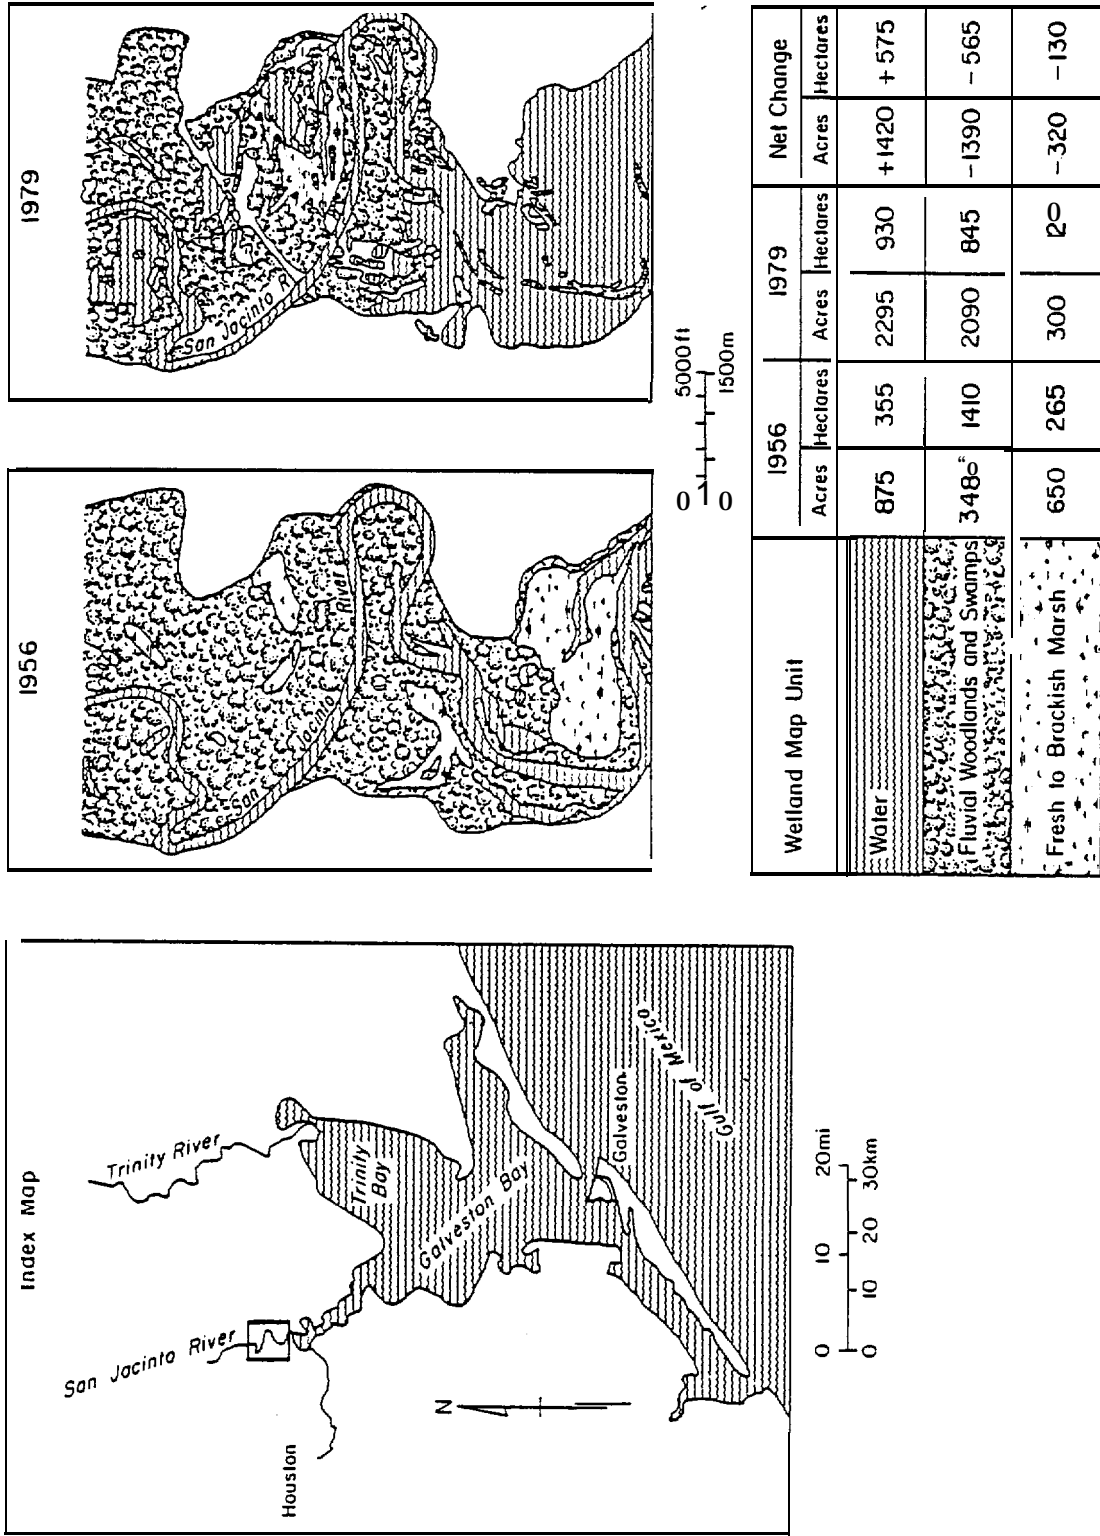 Index Map
San Jacinto River
Trinity River
Houston
N
Trinity
Bay
Galveston Bay
Galveston
Gulf of Mexico
0 10 20mi
0 10 20 30km
1956
San Jacinto River
1979
San Jacinto R
0 5000ft
0 1500m
Wetland Map Unit 1956 1979 Net Change
Acres Hectares Acres Hectares Acres Hectares
Water 875 355 2295 930 +1420 +575
Fluvial Woodlands and Swamps 3480" 1410 2090 845 -1390 -565
Fresh to Brackish Marsh 650 265 300 120 -320 -130